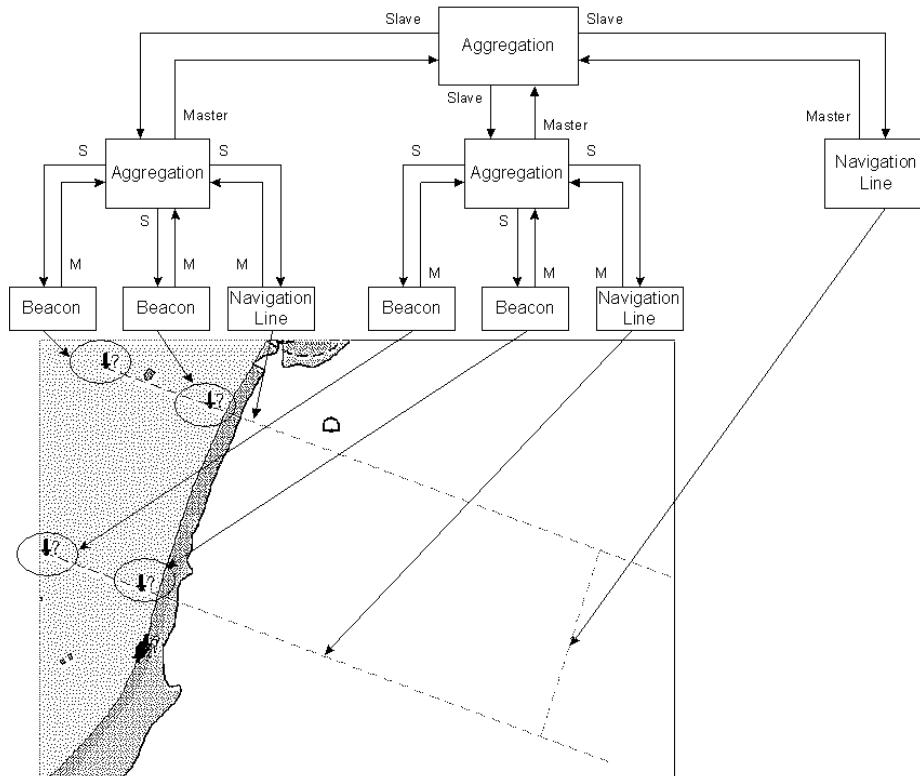 Slave
Slave
Aggregation
Slave
Master
Master
Master
S
S
S
S
Aggregation
Aggregation
Navigation
Line
S
S
M
M
M
M
M
M
Beacon
Beacon
Navigation
Line
Beacon
Beacon
Navigation
Line
?
?
?
?
?